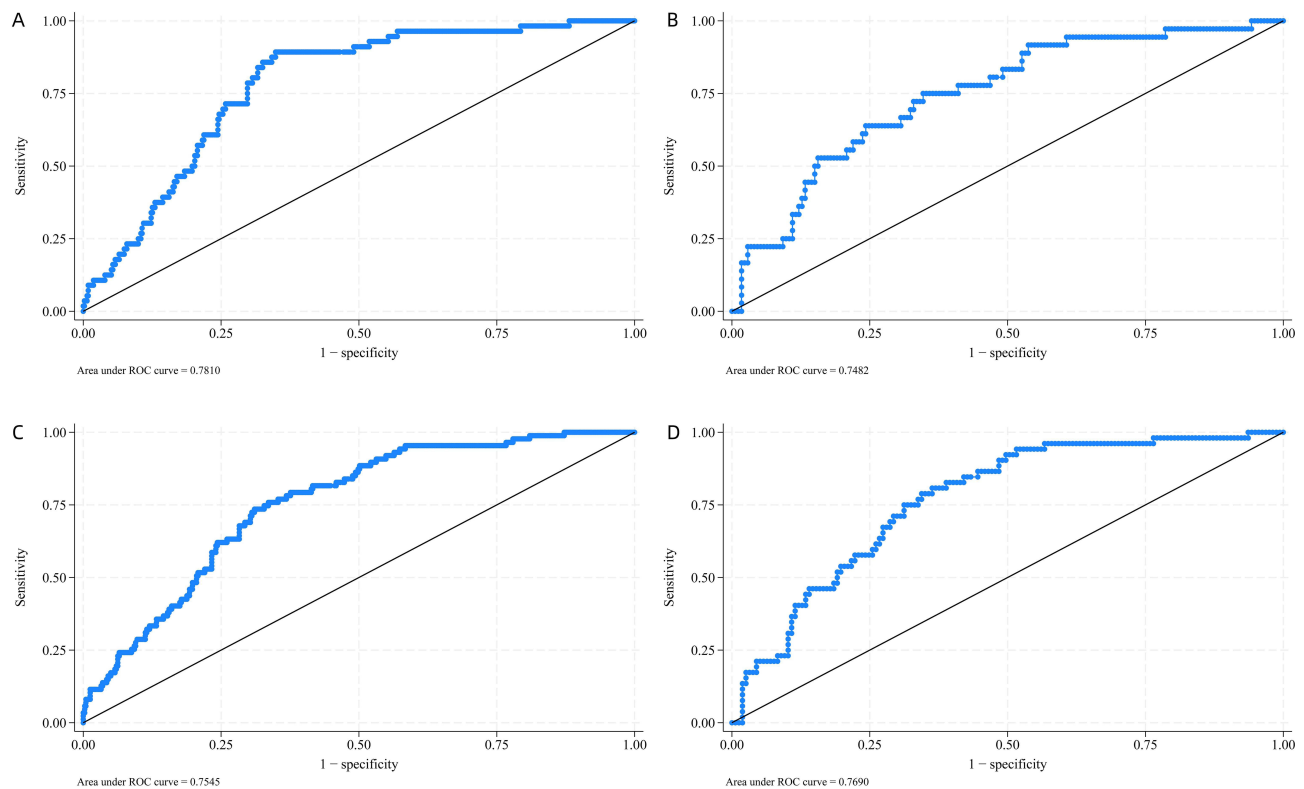 A
1.00
0.75
0.50
0.25
0.00
Sensitivity
0.00 0.25 0.50 0.75 1.00
1 − specificity
Area under ROC curve = 0.7810
B
1.00
0.75
0.50
0.25
0.00
Sensitivity
0.00 0.25 0.50 0.75 1.00
1 − specificity
Area under ROC curve = 0.7482
C
1.00
0.75
0.50
0.25
0.00
Sensitivity
0.00 0.25 0.50 0.75 1.00
1 − specificity
Area under ROC curve = 0.7545
D
1.00
0.75
0.50
0.25
0.00
Sensitivity
0.00 0.25 0.50 0.75 1.00
1 − specificity
Area under ROC curve = 0.7690